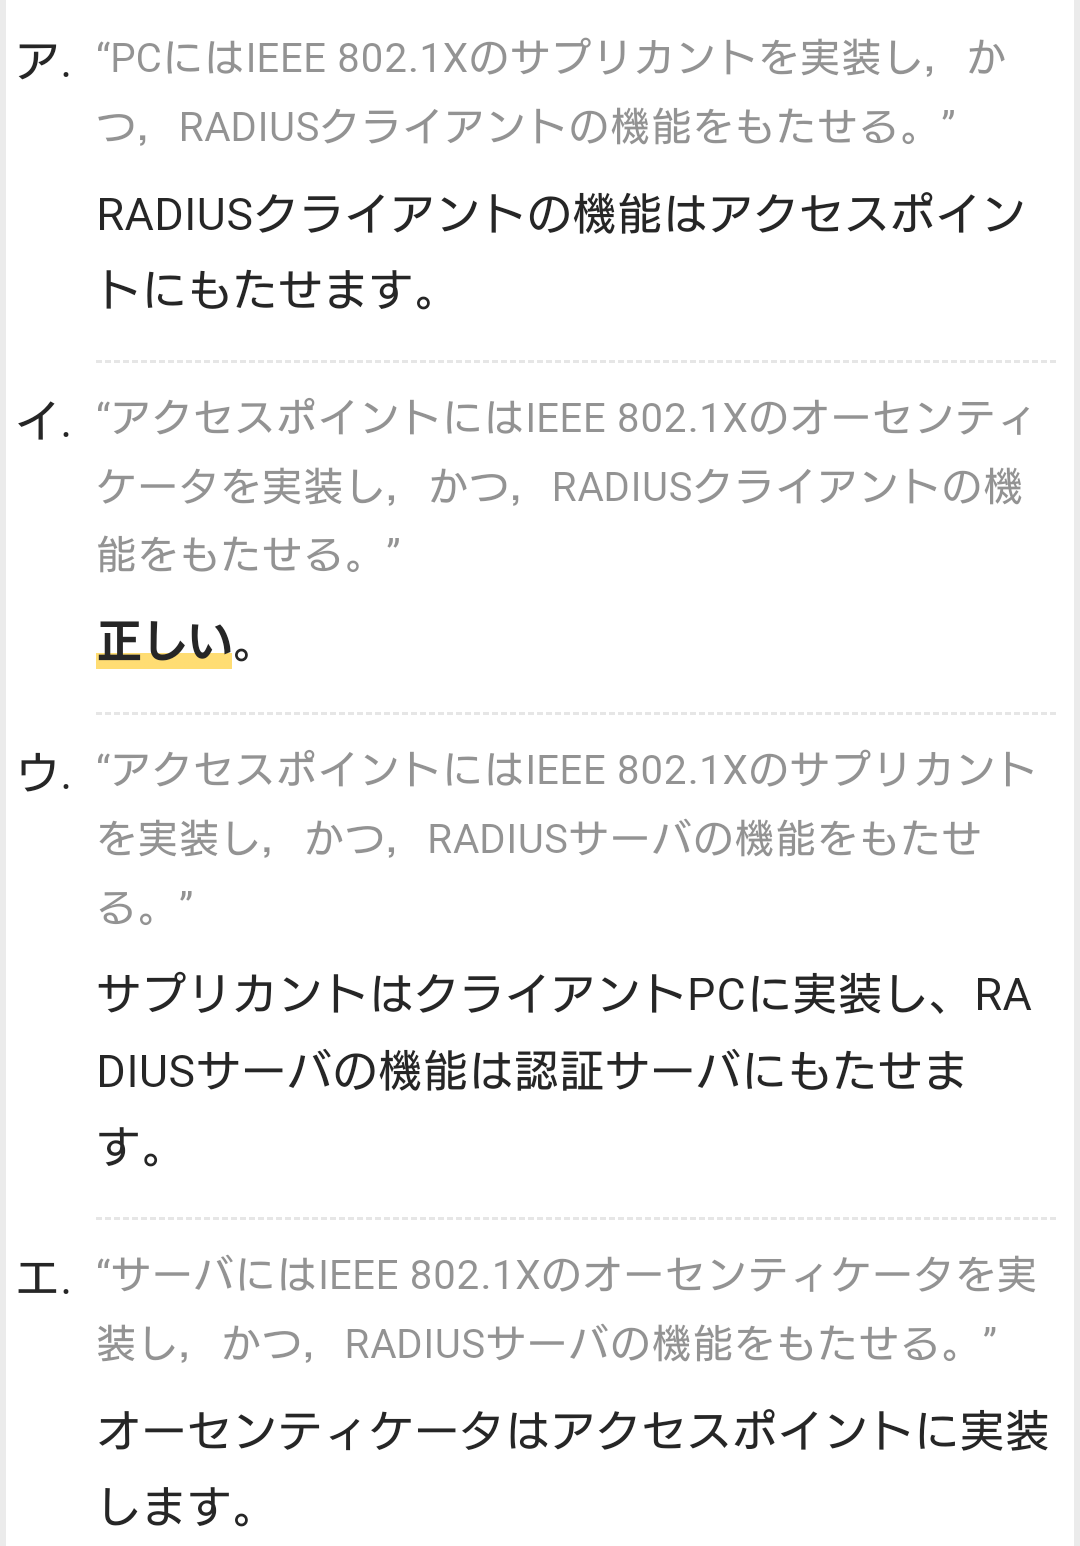 ア. “PCにはIEEE 802.1Xのサプリカントを実装し，か
つ，RADIUSクライアントの機能をもたせる。”
RADIUSクライアントの機能はアクセスポイン
トにもたせます。
イ. “アクセスポイントにはIEEE 802.1Xのオーセンティ
ケータを実装し，かつ，RADIUSクライアントの機
能をもたせる。”
正しい。
ウ. “アクセスポイントにはIEEE 802.1Xのサプリカント
を実装し，かつ，RADIUSサーバの機能をもたせ
る。”
サプリカントはクライアントPCに実装し、RA
DIUSサーバの機能は認証サーバにもたせま
す。
エ. “サーバにはIEEE 802.1Xのオーセンティケータを実
装し，かつ，RADIUSサーバの機能をもたせる。”
オーセンティケータはアクセスポイントに実装
します。